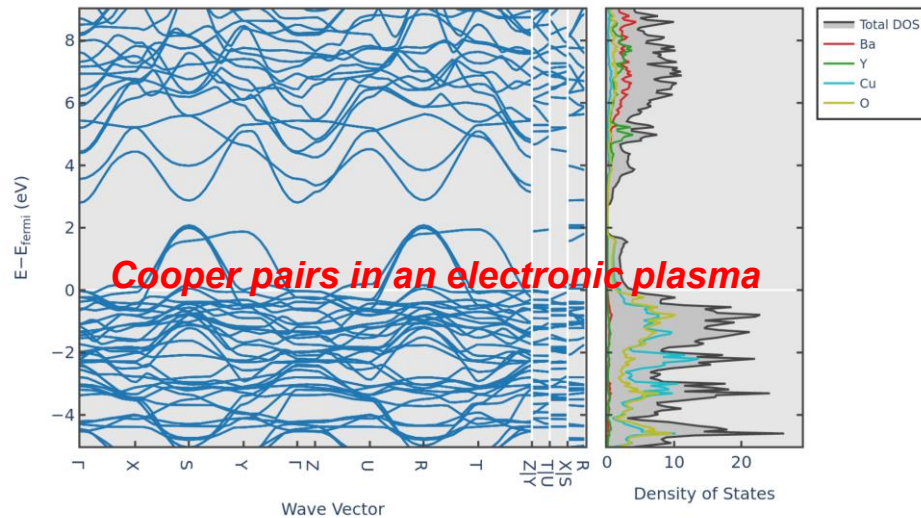 8
6
4
2
0
−2
−4
E−E_fermi (eV)
Cooper pairs in an electronic plasma
Γ X S Y Z|Γ Z U R T Z|Y T|U X|S R
Wave Vector
0 10 20
Density of States
Total DOS
Ba
Y
Cu
O